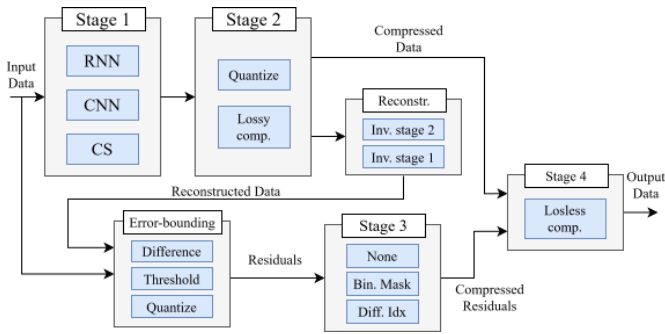 Stage 1
RNN
CNN
CS
Input
Data
Stage 2
Quantize
Lossy
comp.
Compressed
Data
Reconstr.
Inv. stage 2
Inv. stage 1
Reconstructed Data
Error-bounding
Difference
Threshold
Quantize
Residuals
Stage 3
None
Bin. Mask
Diff. Idx
Compressed
Residuals
Stage 4
Losless
comp.
Output
Data